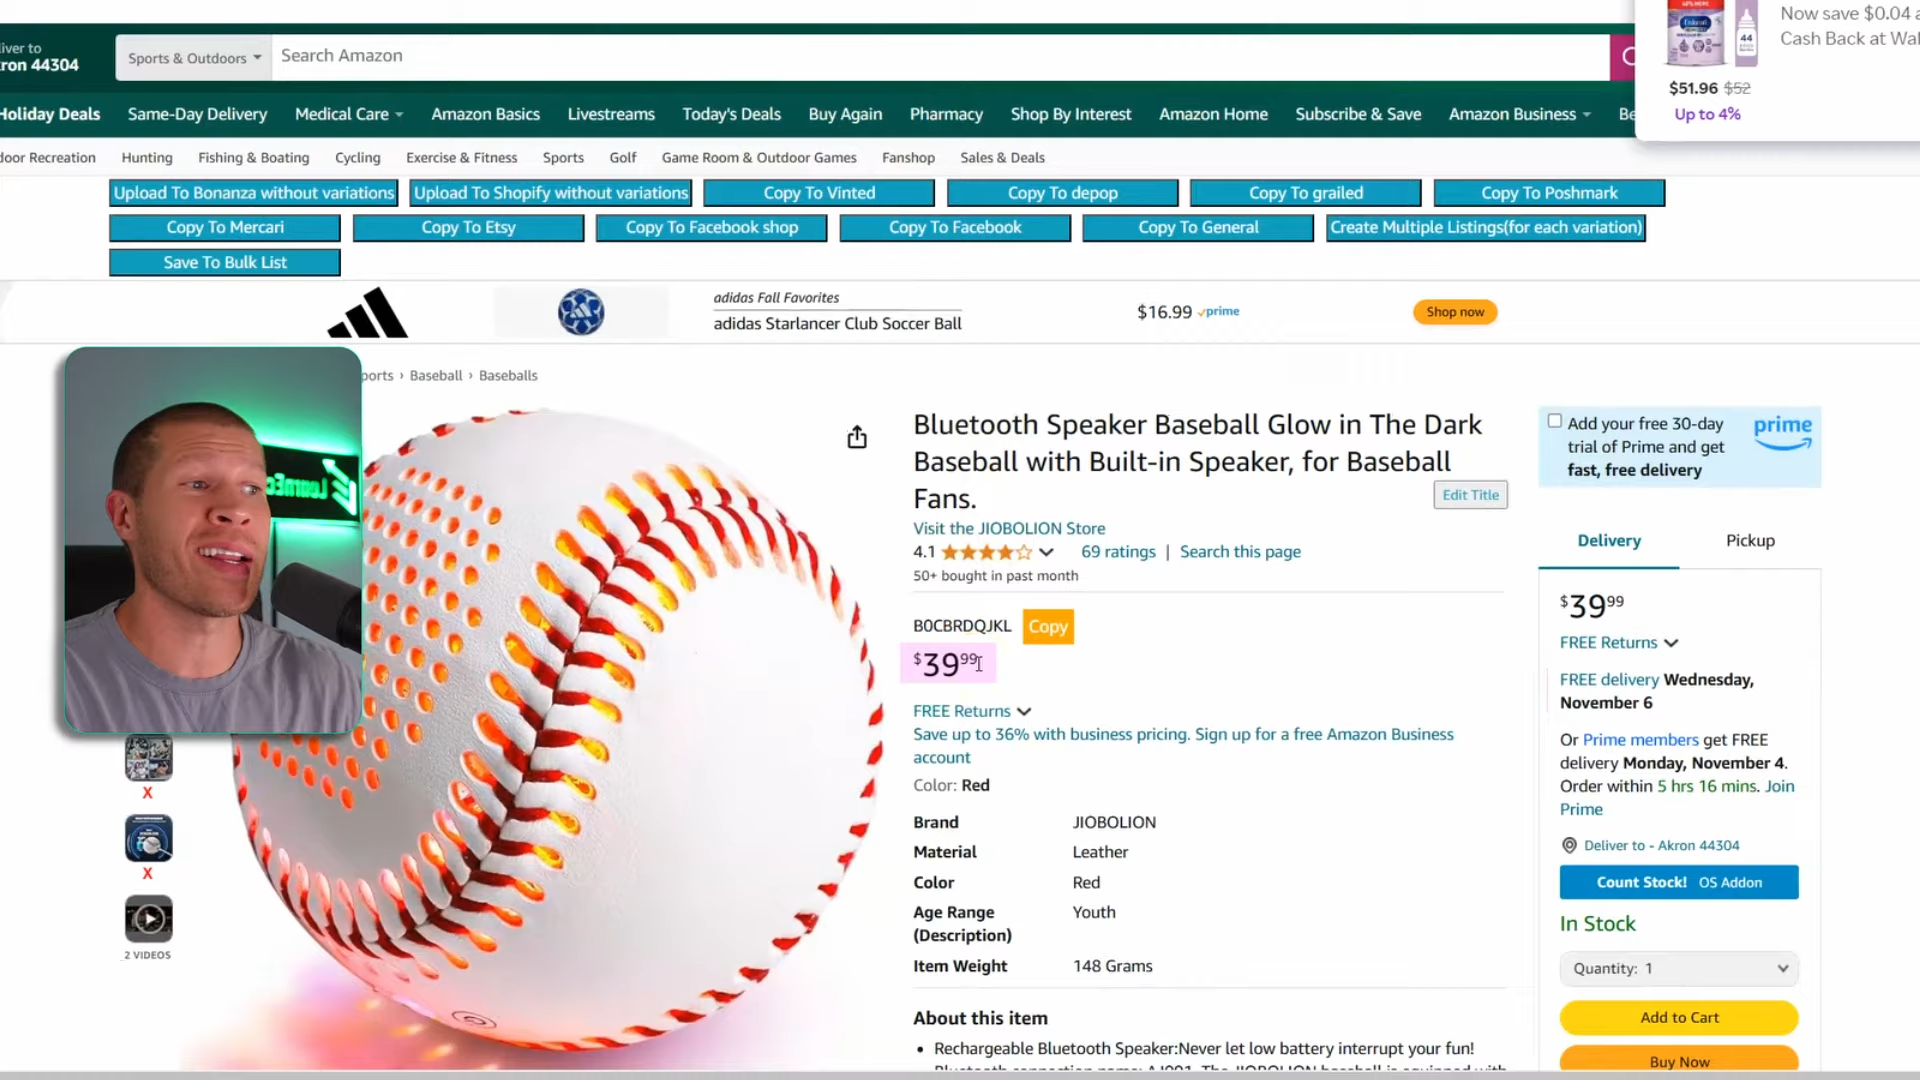 Now save $0.04
Cash Back at
44
$51.96 $52
Up to 4%
to
44304
Sports & Outdoors
Search Amazon
Holiday Deals
Same-Day Delivery
Medical Care
Amazon Basics
Livestreams
Today's Deals
Buy Again
Pharmacy
Shop By Interest
Amazon Home
Subscribe & Save
Amazon Business
Recreation
Hunting
Fishing & Boating
Cycling
Exercise & Fitness
Sports
Golf
Game Room & Outdoor Games
Fanshop
Sales & Deals
Upload To Bonanza without variations
Upload To Shopify without variations
Copy To Vinted
Copy To depop
Copy To grailed
Copy To Poshmark
Copy To Mercari
Copy To Etsy
Copy To Facebook shop
Copy To Facebook
Copy To General
Create Multiple Listings(for each variation)
Save To Bulk List
adidas Fall Favorites
adidas Starlancer Club Soccer Ball
$16.99 prime
Shop now
› Baseball › Baseballs
Bluetooth Speaker Baseball Glow in The Dark
Baseball with Built-in Speaker, for Baseball
Fans.
Edit Title
Visit the JIOBOLION Store
4.1
69 ratings | Search this page
50+ bought in past month
B0CBRDQJKL Copy
$39.99
FREE Returns
Save up to 36% with business pricing. Sign up for a free Amazon Business
account
Color: Red
Brand JIOBOLION
Material Leather
Color Red
Age Range Youth
(Description)
Item Weight 148 Grams
About this item
• Rechargeable Bluetooth Speaker:Never let low battery interrupt your fun!
X
X
2 VIDEOS
Add your free 30-day
trial of Prime and get
fast, free delivery
prime
Delivery
Pickup
$39.99
FREE Returns
FREE delivery Wednesday,
November 6
Or Prime members get FREE
delivery Monday, November 4.
Order within 5 hrs 16 mins. Join
Prime
Deliver to - Akron 44304
Count Stock! OS Addon
In Stock
Quantity: 1
Add to Cart
Buy Now